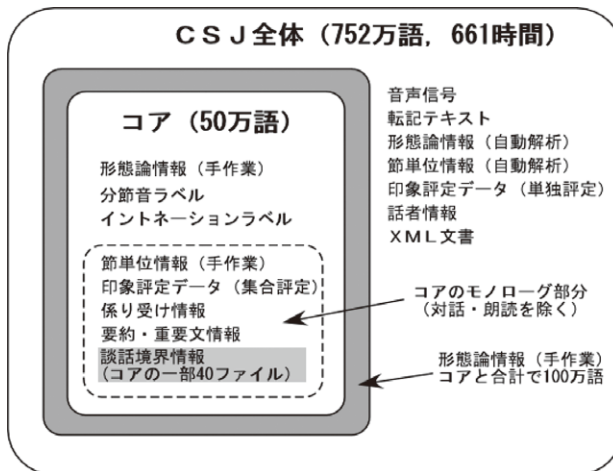 CSJ全体（752万語，661時間）
コア（50万語）
形態論情報（手作業）
分節音ラベル
イントネーションラベル
節単位情報（手作業）
印象評定データ（集合評定）
係り受け情報
要約・重要文情報
談話境界情報
（コアの一部40ファイル）
音声信号
転記テキスト
形態論情報（自動解析）
節単位情報（自動解析）
印象評定データ（単独評定）
話者情報
XML文書
コアのモノローグ部分
（対話・朗読を除く）
形態論情報（手作業）
コアと合計で100万語